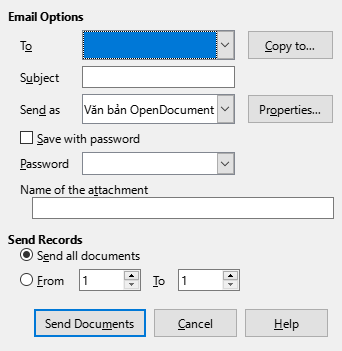 Email Options
To
Copy to...
Subject
Send as Văn bản OpenDocument Properties...
Save with password
Password
Name of the attachment
Send Records
Send all documents
From 1 To 1
Send Documents Cancel Help